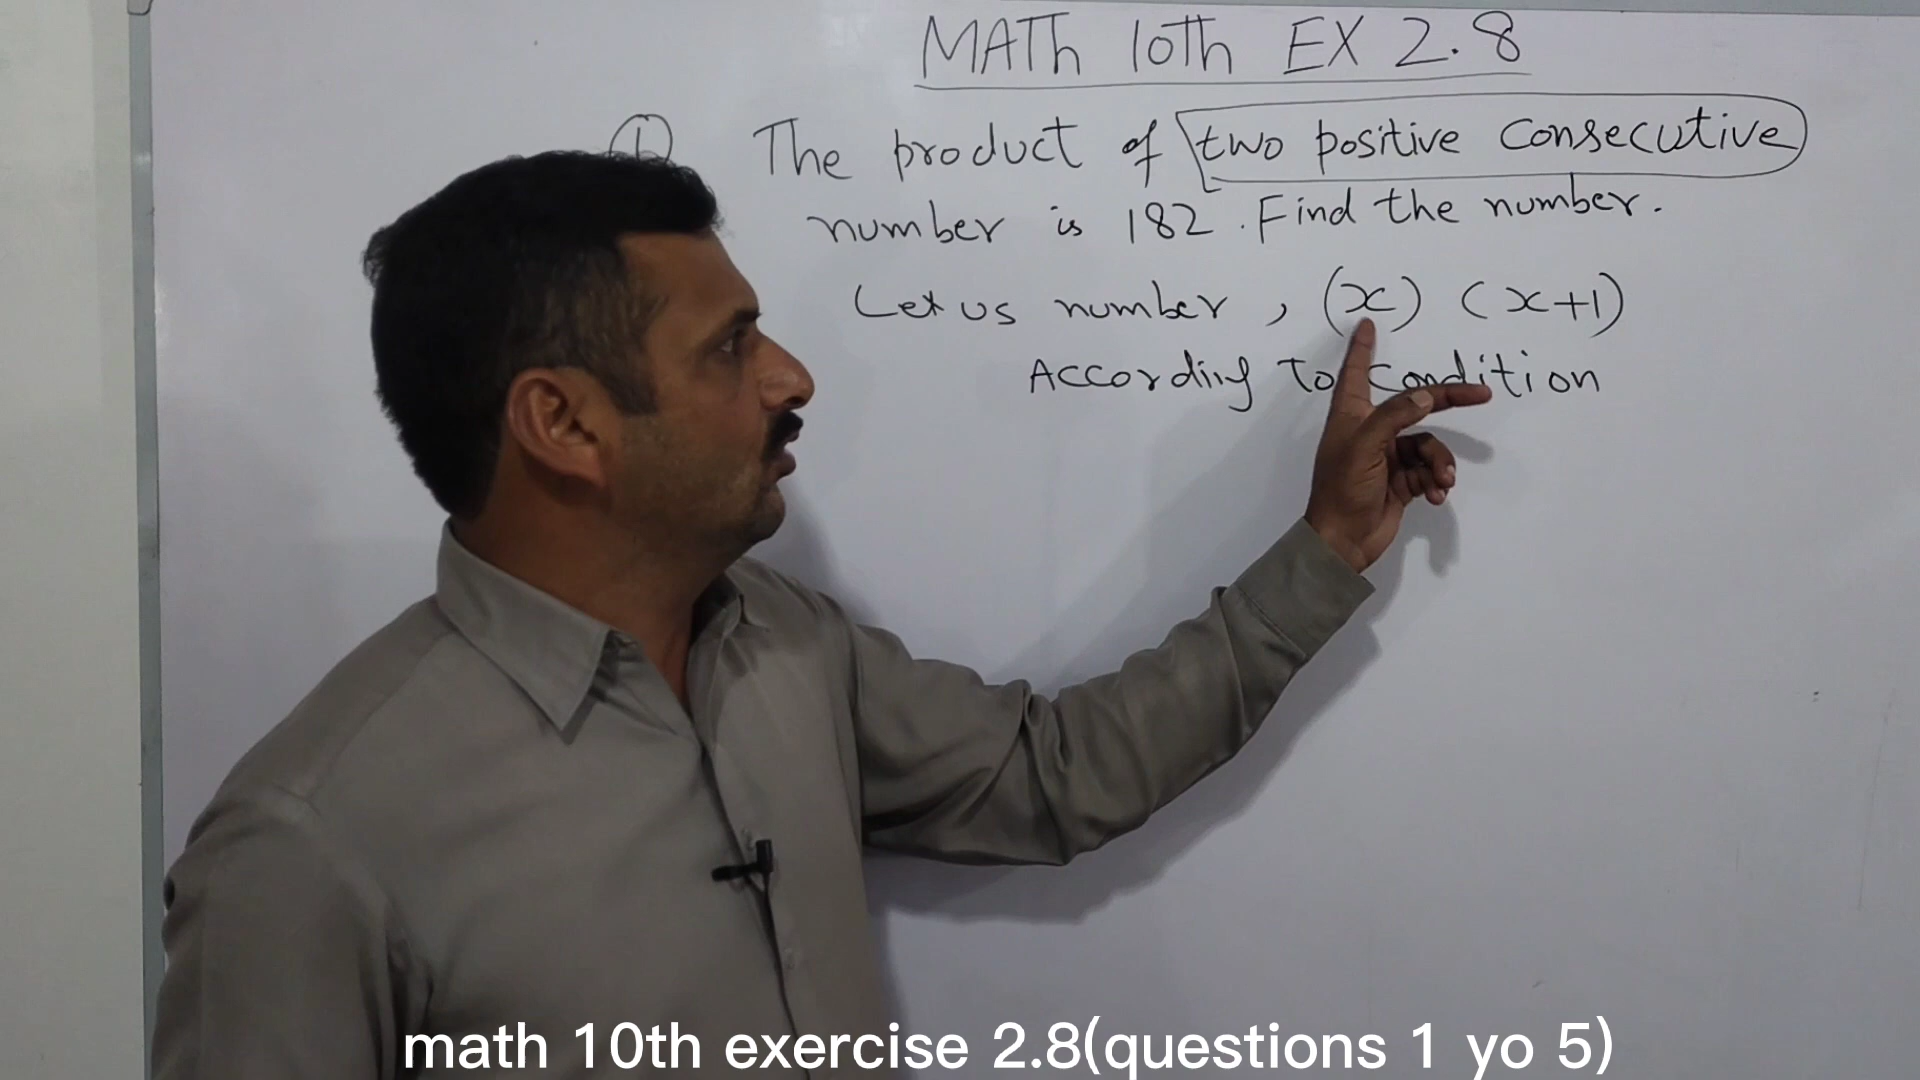 MATh 10th EX 2.8
① The product of two positive consecutive
number is 182. Find the number.
Let us number, (x) (x+1)
According to condition
math 10th exercise 2.8(questions 1 yo 5)